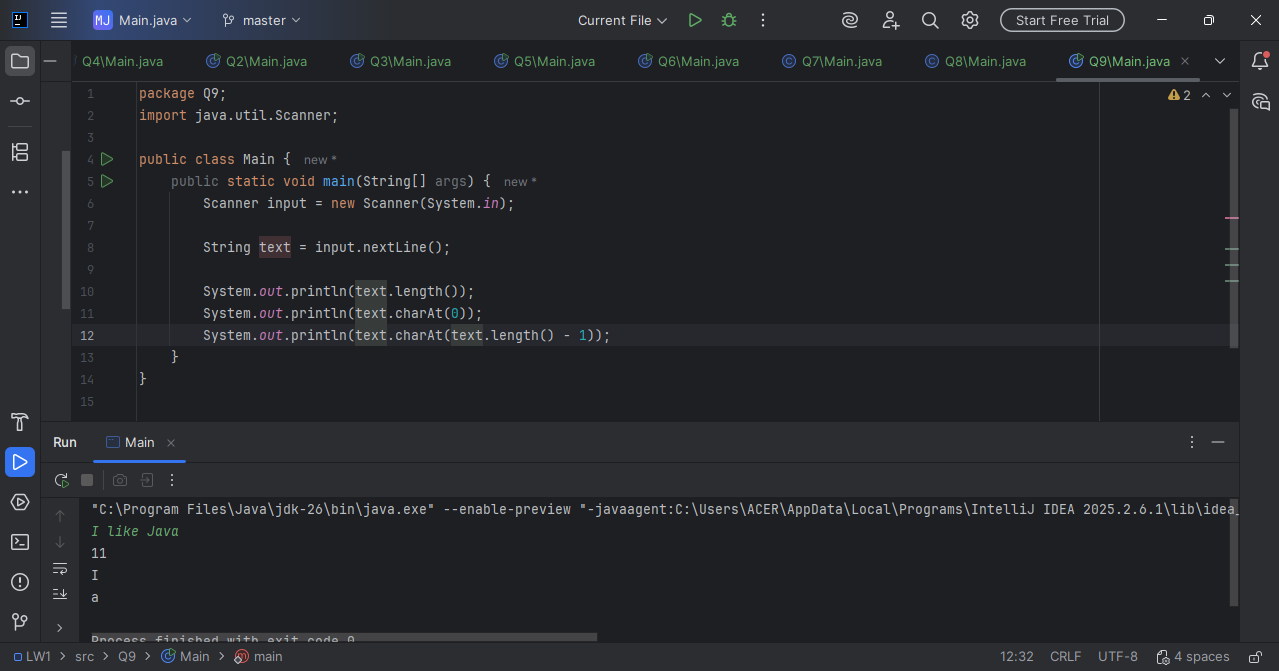 MJ Main.java master Current File Start Free Trial
Q4\Main.java Q2\Main.java Q3\Main.java Q5\Main.java Q6\Main.java Q7\Main.java Q8\Main.java Q9\Main.java
1 package Q9;
2 import java.util.Scanner;
3
4 public class Main { new *
5 public static void main(String[] args) { new *
6 Scanner input = new Scanner(System.in);
7
8 String text = input.nextLine();
9
10 System.out.println(text.length());
11 System.out.println(text.charAt(0));
12 System.out.println(text.charAt(text.length() - 1));
13 }
14 }
15
2
Run Main
"C:\Program Files\Java\jdk-26\bin\java.exe" --enable-preview "-javaagent:C:\Users\ACER\AppData\Local\Programs\IntelliJ IDEA 2025.2.6.1\lib\idea_
I like Java
11
I
a
Process finished with exit code 0
LW1 > src > Q9 > Main > main 12:32 CRLF UTF-8 4 spaces